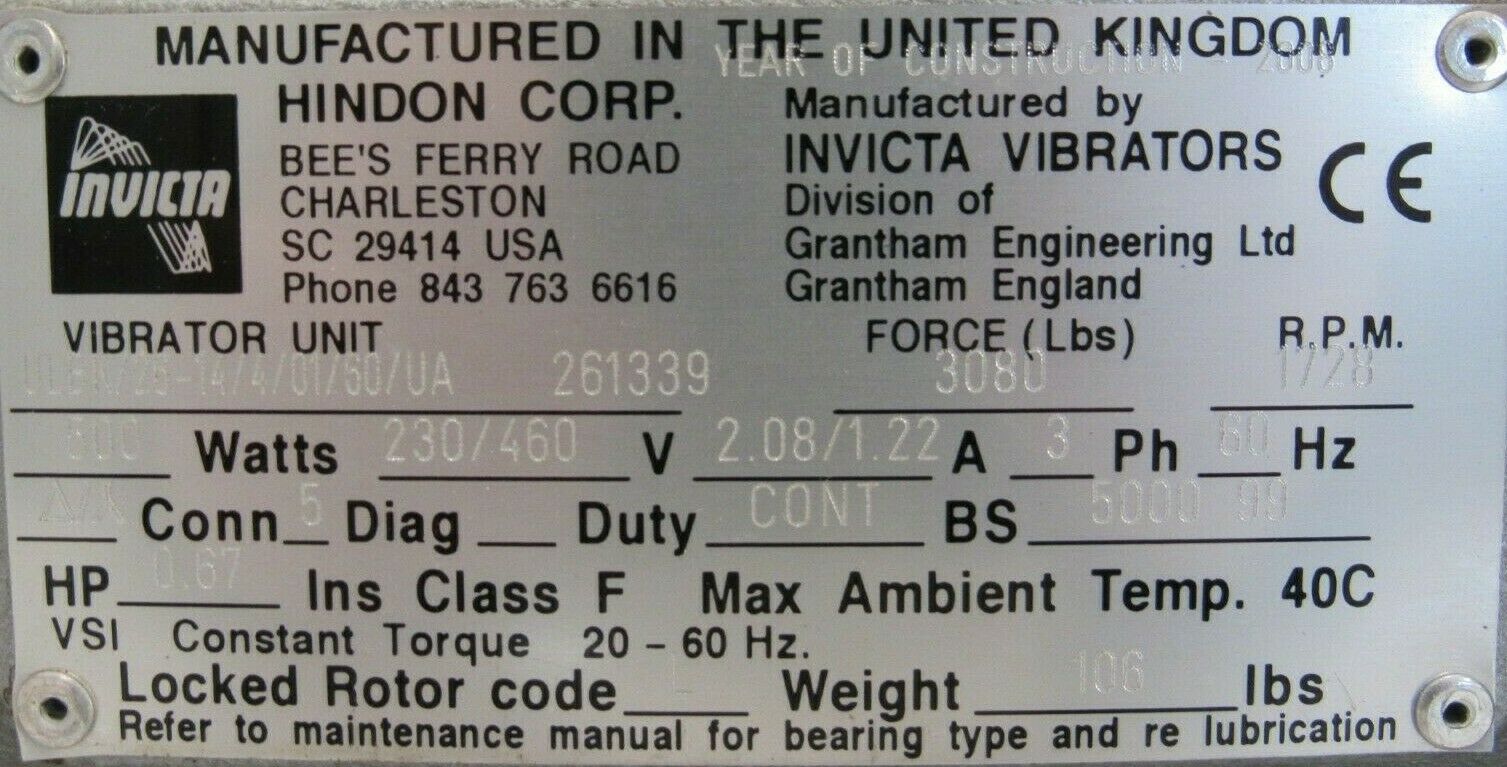 MANUFACTURED IN THE UNITED KINGDOM
YEAR OF CONSTRUCTION - 2008
INVICTA
HINDON CORP.
BEE'S FERRY ROAD
CHARLESTON
SC 29414 USA
Phone 843 763 6616
Manufactured by
INVICTA VIBRATORS
Division of
Grantham Engineering Ltd
Grantham England
CE
VIBRATOR UNIT FORCE (Lbs) R.P.M.
261339 3080 1728
Watts 230/460 V 2.08/1.22 A 3 Ph 60 Hz
Conn 5 Diag Duty CONT BS 5000 99
HP 0.67 Ins Class F Max Ambient Temp. 40C
VSI Constant Torque 20 - 60 Hz.
Locked Rotor code L Weight 106 lbs
Refer to maintenance manual for bearing type and re lubrication